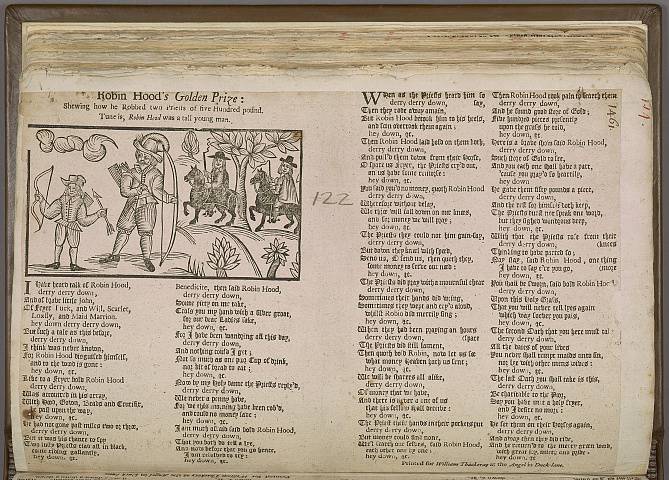 Robin Hood's Golden Prize:
Shewing how he Robbed two Priests of five Hundred pound.
Tune is, Robin Hood was a tall young man.
122
I Have heard talk of Robin Hood,
derry derry down,
And of brave little John,
Of Fryer Tuck, and Will. Scarlet,
Loxly, and Maid Marrion.
hey down derry derry down,
But such a tale as this before,
derry derry down,
I think was never known,
For Robin Hood disguised himself,
and to the wood is gone:
hey down, &c.
Like to a Fryer bold Robin Hood
derry derry down,
Was accoutred in his array,
With Hood, Gown, Beads and Crucifix,
he past upon the way,
hey down, &c.
He had not gone past miles two or three,
derry derry down,
But it was his chance to spy
Two lusty Priests clad all in black,
come riding gallantly,
hey down, &c.
Benedicite, then said Robin Hood,
derry derry down,
Some pitty on me take,
Cross you my hand with a silver groat,
for our dear Ladies sake,
hey down, &c.
For I have been wandring all this day,
derry derry down,
And nothing could I get;
Not so much as one poor Cup of drink,
nor bit of bread to eat;
hey down, &c.
Now by my holy dame the Priests reply'd,
derry derry down,
We never a penny have,
For we this morning have been rob'd,
and could no money save:
hey down, &c.
I am much afraid said bold Robin Hood,
derry derry down,
That you both do tell a lye,
And now before that you go hence,
I am resolved to try:
hey down, &c.
When as the Priests heard him so
derry derry down, say,
Then they rode away amain,
But Robin Hood betook him to his heels,
and soon overtook them again:
hey down, &c.
Then Robin Hood laid hold on them both,
derry derry down,
And pull'd them down from their horse,
O spare us Fryer, the Priests cry'd out,
on us have some remorse:
hey down, &c.
You said you'd no money, quoth Robin Hood
derry derry down,
Wherefore without delay,
We three will fall down on our knees,
and for money we will pray;
hey down, &c.
The Priests they could not him gain-say,
derry derry down,
But down they kneel with speed,
Send us, O send us, then quoth they,
some money to serve our need:
hey down, &c.
The Priests did pray with a mournful chear
derry derry down,
Sometimes their hands did wring,
Sometimes they wept and cry'd aloud,
whilst Robin did merrily sing;
hey down, &c.
When they had been praying an hours
derry derry down, (space
The Priests did still lament,
Then quoth bold Robin, now let us see
what money heaven hath us sent;
hey down, &c.
We will be sharers all alike,
derry derry down,
Of money that we have,
And there is never a one of us
that his fellows shall deceive:
hey down, &c.
The Priests their hands in their pockets put
derry derry down,
But money could find none,
We'l search our selves, said Robin Hood,
each other one by one:
hey down, &c.
Then Robin Hood took pain to search them
derry derry down,
And he found good store of Gold;
Five hundred pieces presently
upon the grass he told,
hey down, &c.
Here is a brave show said Robin Hood,
derry derry down,
Such store of Gold to see,
And you each one shall have a part,
'cause you pray'd so heartily,
hey down
He gave them fifty pounds a piece,
derry derry down,
And the rest for himself doth keep,
The Priests durst not speak one word,
but they sighed wondrous deep,
hey down, &c.
With that the Priests rose from their
derry derry down, (knees
Thinking to have parted so;
Nay stay, said Robin Hood, one thing
I have to say e're you go, (more
hey down, &c.
You shall be sworn, said bold Robin Hood
derry derry down,
Upon this holy Grass,
That you will never tell lyes again
which way soever you pass,
hey down, &c.
The second Oath you here must take
derry derry down,
All the daies of your lives
You never shall tempt maids unto sin,
nor lye with other mens wives;
hey down, &c.
The last Oath you shall take is this,
derry derry down,
Be charitable to the Poor,
Say you have met a holy fryer,
and I desire no more:
hey down, &c.
He set them on their Horses again,
derry derry down,
And away then they did ride,
And he return'd to the merry green wood,
with great joy, mirth, and pride;
hey down, &c.
Printed for William Thackeray at the Angel in Duck-lane.